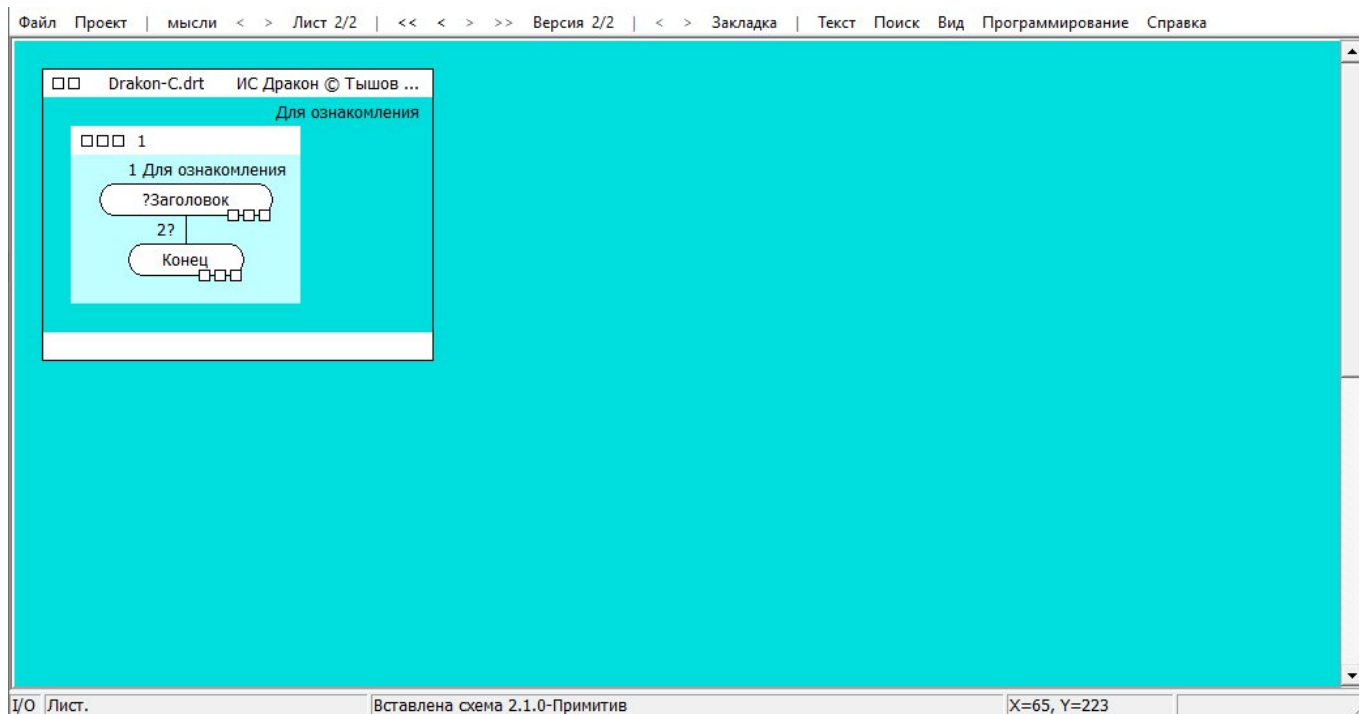 Файл Проект | мысли < > Лист 2/2 | << < > >> Версия 2/2 | < > Закладка | Текст Поиск Вид Программирование Справка
Drakon-C.drt ИС Дракон © Тышов ...
Для ознакомления
1
1 Для ознакомления
?Заголовок
2?
Конец
I/O Лист. Вставлена схема 2.1.0-Примитив X=65, Y=223